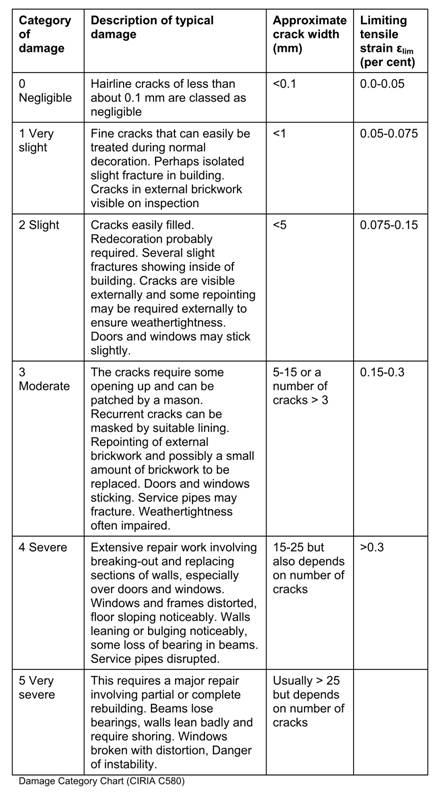 Category of damage
Description of typical damage
Approximate crack width (mm)
Limiting tensile strain εlim (per cent)
0 Negligible
Hairline cracks of less than
about 0.1 mm are classed as
negligible
<0.1
0.0-0.05
1 Very slight
Fine cracks that can easily be
treated during normal
decoration. Perhaps isolated
slight fracture in building.
Cracks in external brickwork
visible on inspection
<1
0.05-0.075
2 Slight
Cracks easily filled.
Redecoration probably
required. Several slight
fractures showing inside of
building. Cracks are visible
externally and some repointing
may be required externally to
ensure weathertightness.
Doors and windows may stick
slightly.
<5
0.075-0.15
3 Moderate
The cracks require some
opening up and can be
patched by a mason.
Recurrent cracks can be
masked by suitable lining.
Repointing of external
brickwork and possibly a small
amount of brickwork to be
replaced. Doors and windows
sticking. Service pipes may
fracture. Weathertightness
often impaired.
5-15 or a
number of
cracks > 3
0.15-0.3
4 Severe
Extensive repair work involving
breaking-out and replacing
sections of walls, especially
over doors and windows.
Windows and frames distorted,
floor sloping noticeably. Walls
leaning or bulging noticeably,
some loss of bearing in beams.
Service pipes disrupted.
15-25 but
also depends
on number of
cracks
>0.3
5 Very severe
This requires a major repair
involving partial or complete
rebuilding. Beams lose
bearings, walls lean badly and
require shoring. Windows
broken with distortion, Danger
of instability.
Usually > 25
but depends
on number of
cracks
Damage Category Chart (CIRIA C580)